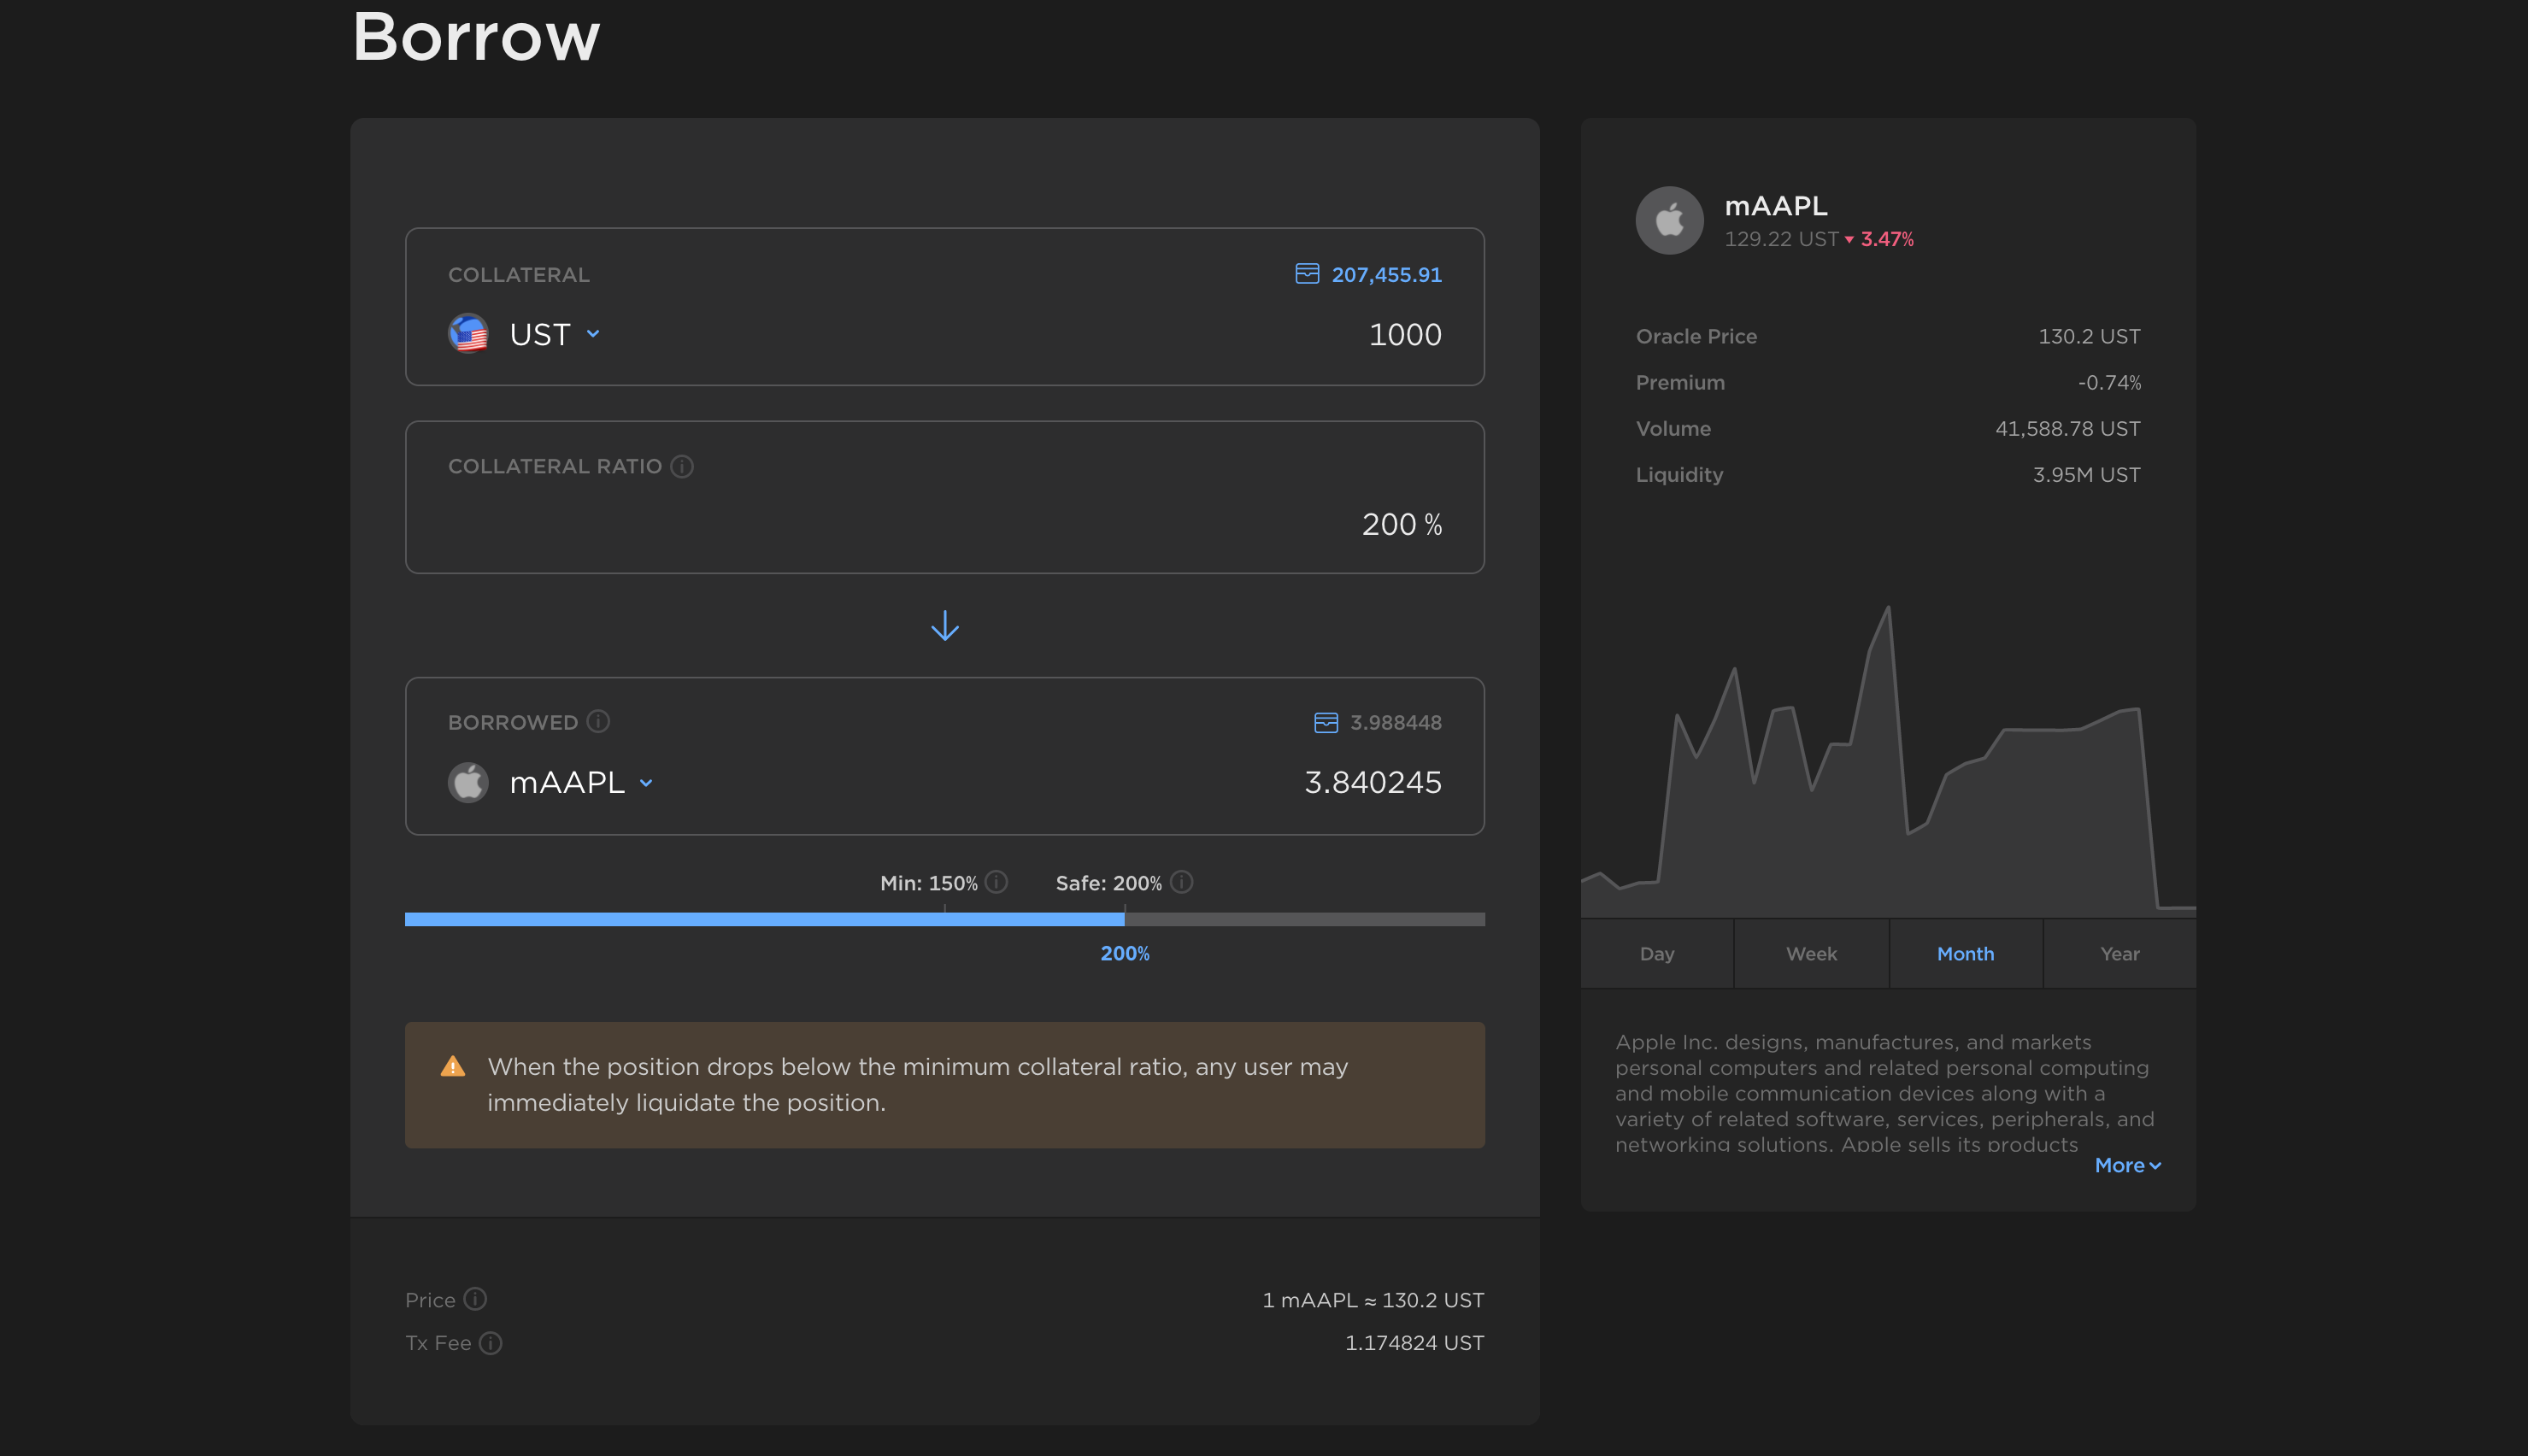 Borrow
COLLATERAL
207,455.91
UST
1000
COLLATERAL RATIO
200 %
BORROWED
3.988448
mAAPL
3.840245
Min: 150%
Safe: 200%
200%
When the position drops below the minimum collateral ratio, any user may
immediately liquidate the position.
Price
1 mAAPL ≈ 130.2 UST
Tx Fee
1.174824 UST
mAAPL
129.22 UST 3.47%
Oracle Price
130.2 UST
Premium
-0.74%
Volume
41,588.78 UST
Liquidity
3.95M UST
Day
Week
Month
Year
Apple Inc. designs, manufactures, and markets
personal computers and related personal computing
and mobile communication devices along with a
variety of related software, services, peripherals, and
networking solutions. Apple sells its products
More